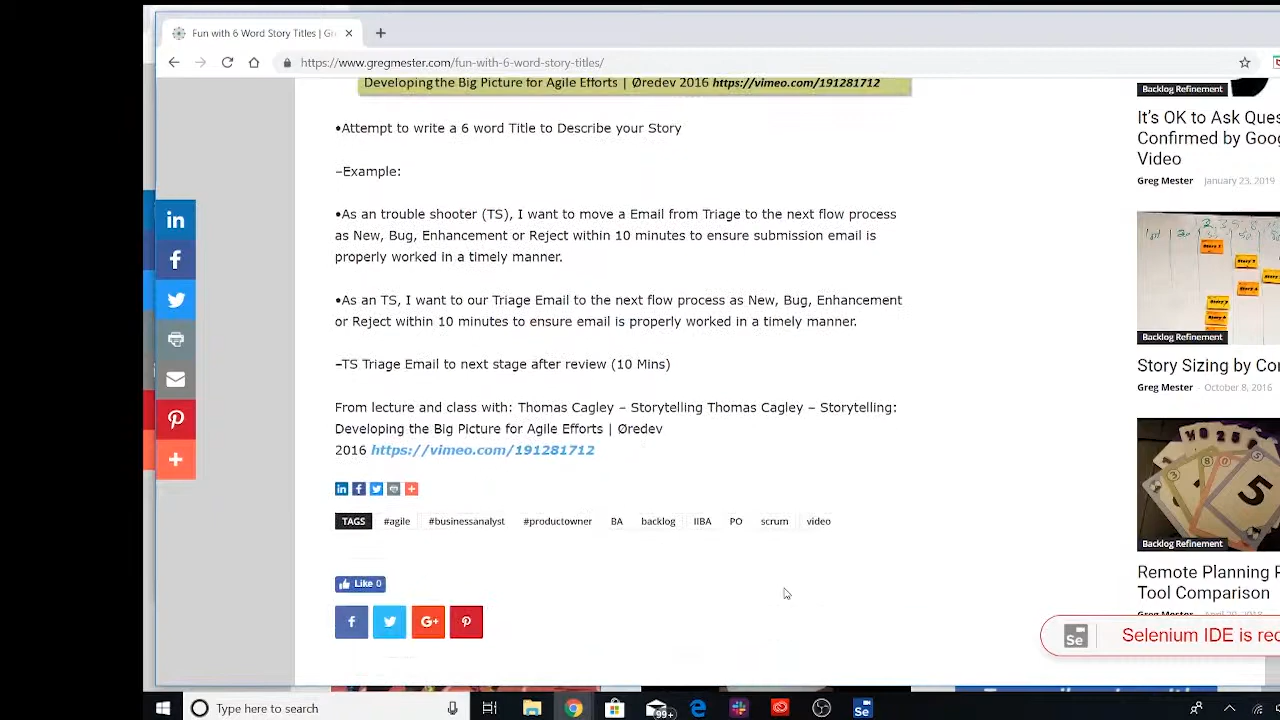 Fun with 6 Word Story Titles | Gr
https://www.gregmester.com/fun-with-6-word-story-titles/
Developing the Big Picture for Agile Efforts | Øredev 2016 https://vimeo.com/191281712
•Attempt to write a 6 word Title to Describe your Story
–Example:
•As an trouble shooter (TS), I want to move a Email from Triage to the next flow process
as New, Bug, Enhancement or Reject within 10 minutes to ensure submission email is
properly worked in a timely manner.
•As an TS, I want to our Triage Email to the next flow process as New, Bug, Enhancement
or Reject within 10 minutes to ensure email is properly worked in a timely manner.
–TS Triage Email to next stage after review (10 Mins)
From lecture and class with: Thomas Cagley – Storytelling Thomas Cagley – Storytelling:
Developing the Big Picture for Agile Efforts | Øredev
2016 https://vimeo.com/191281712
TAGS #agile #businessanalyst #productowner BA backlog IIBA PO scrum video
Like 0
Backlog Refinement
It's OK to Ask Ques
Confirmed by Goog
Video
Greg Mester - January 23, 2019
Backlog Refinement
Story Sizing by Co
Greg Mester - October 8, 2016
5
Backlog Refinement
Remote Planning P
Tool Comparison
Greg Mester
Se Selenium IDE is rec
Type here to search
99+
Se